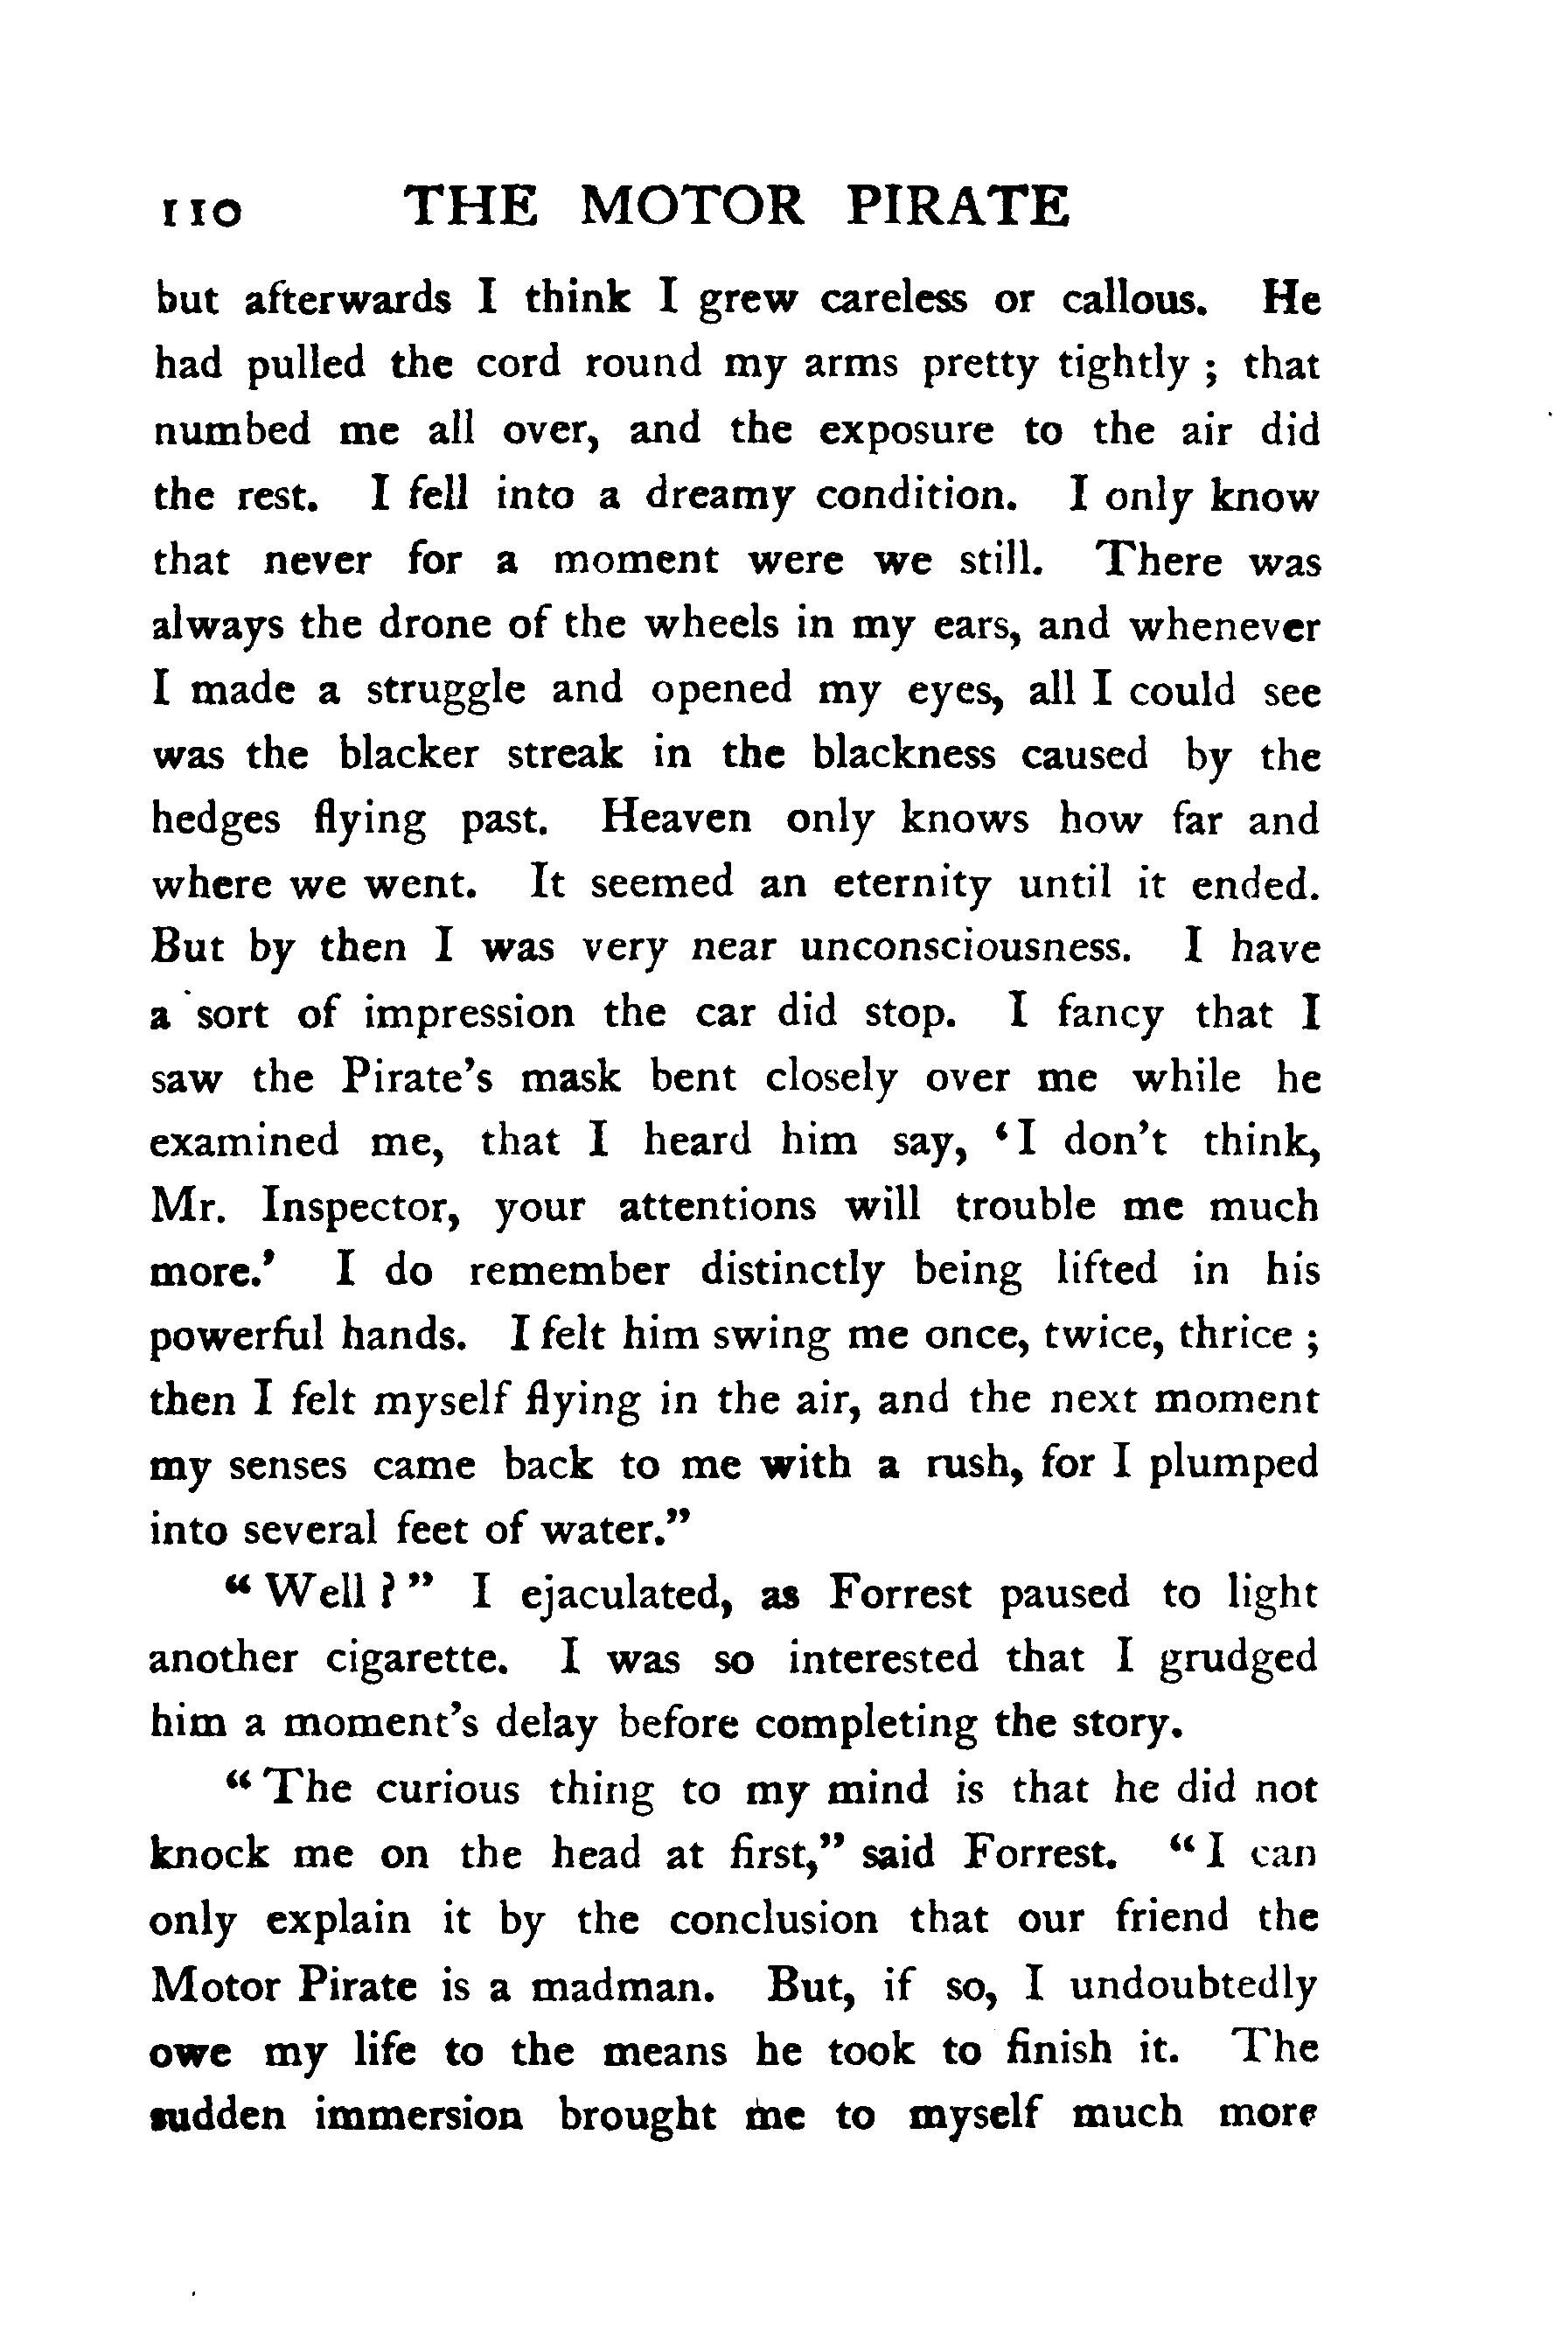 110 THE MOTOR PIRATE
but afterwards I think I grew careless or callous. He
had pulled the cord round my arms pretty tightly ; that
numbed me all over, and the exposure to the air did
the rest. I fell into a dreamy condition. I only know
that never for a moment were we still. There was
always the drone of the wheels in my ears, and whenever
I made a struggle and opened my eyes, all I could see
was the blacker streak in the blackness caused by the
hedges flying past. Heaven only knows how far and
where we went. It seemed an eternity until it ended.
But by then I was very near unconsciousness. I have
a sort of impression the car did stop. I fancy that I
saw the Pirate's mask bent closely over me while he
examined me, that I heard him say, ‘I don't think,
Mr. Inspector, your attentions will trouble me much
more.’ I do remember distinctly being lifted in his
powerful hands. I felt him swing me once, twice, thrice ;
then I felt myself flying in the air, and the next moment
my senses came back to me with a rush, for I plumped
into several feet of water.”
“ Well ? ” I ejaculated, as Forrest paused to light
another cigarette. I was so interested that I grudged
him a moment's delay before completing the story.
“ The curious thing to my mind is that he did not
knock me on the head at first,” said Forrest. “ I can
only explain it by the conclusion that our friend the
Motor Pirate is a madman. But, if so, I undoubtedly
owe my life to the means he took to finish it. The
sudden immersion brought me to myself much more